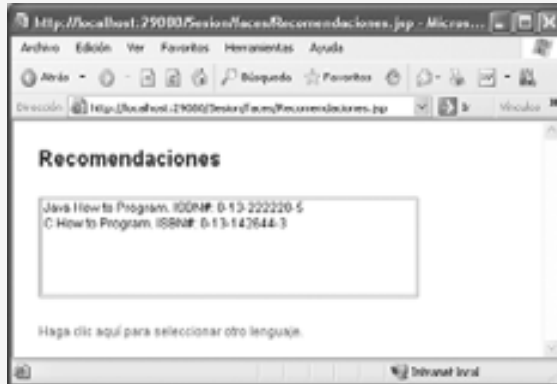 http://localhost:29080/Sesion/faces/Recomendaciones.jsp - Micros...
Archivo Edición Ver Favoritos Herramientas Ayuda
Atrás Búsqueda Favoritos
Dirección http://localhost:29080/Sesion/faces/Recomendaciones.jsp Ir Vínculos
Recomendaciones
Java How to Program. ISBN#: 0-13-222220-5
C How to Program. ISBN#: 0-13-142644-3
Haga clic aquí para seleccionar otro lenguaje.
Intranet local